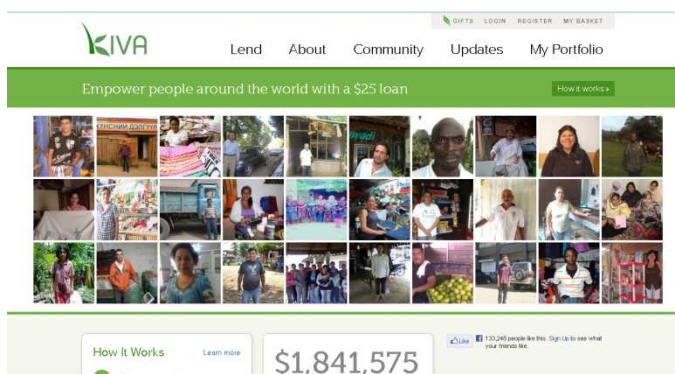 GIFTS LOGIN REGISTER MY BASKET
KIVA
Lend About Community Updates My Portfolio
Empower people around the world with a $25 loan
How it works »
How It Works
Learn more
$1,841,575
Like
133,246 people like this. Sign Up to see what
your friends like.